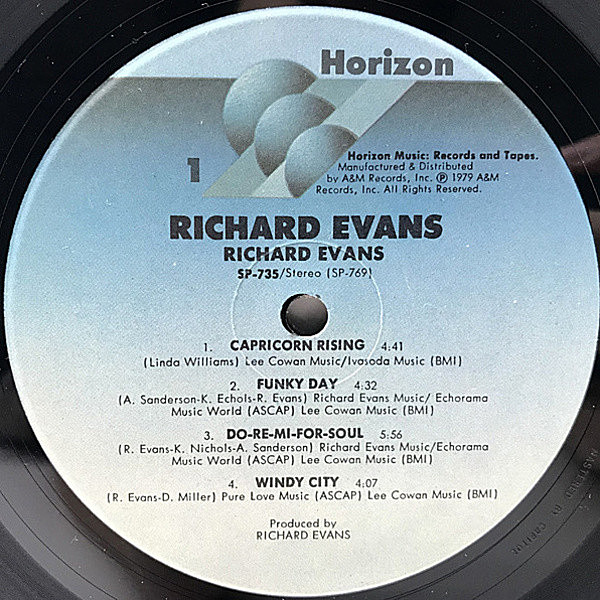 Horizon
1
Horizon Music: Records and Tapes.
Manufactured & Distributed
by A&M Records, Inc. ℗ 1979 A&M
Records, Inc. All Rights Reserved.
RICHARD EVANS
RICHARD EVANS
SP-735/Stereo (SP-769)
1. CAPRICORN RISING 4:41
(Linda Williams) Lee Cowan Music/Ivasoda Music (BMI)
2. FUNKY DAY 4:32
(A. Sanderson-K. Echols-R. Evans) Richard Evans Music/ Echorama
Music World (ASCAP) Lee Cowan Music (BMI)
3. DO-RE-MI-FOR-SOUL 5:56
(R. Evans-K. Nichols-A. Sanderson) Richard Evans Music/Echorama
Music World (ASCAP) Lee Cowan Music (BMI)
4. WINDY CITY 4:07
(R. Evans-D. Miller) Pure Love Music (ASCAP) Lee Cowan Music (BMI)
Produced by
RICHARD EVANS
MASTERED BY